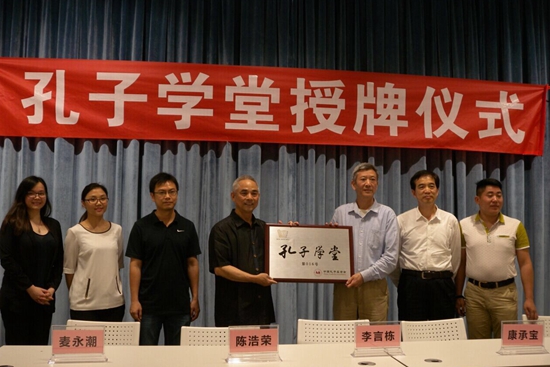 孔子学堂授牌仪式
孔子学堂
麦永潮
陈浩荣
李言栋
康承宝